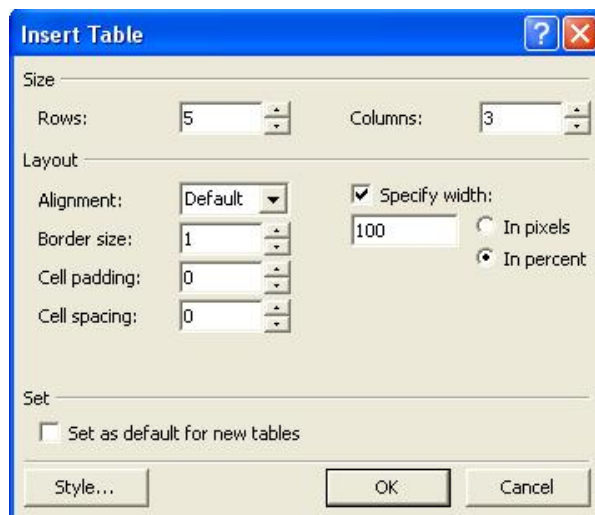 Insert Table
Size
Rows: 5 Columns: 3
Layout
Alignment: Default Specify width:
Border size: 1 100 In pixels
Cell padding: 0 In percent
Cell spacing: 0
Set
Set as default for new tables
Style... OK Cancel